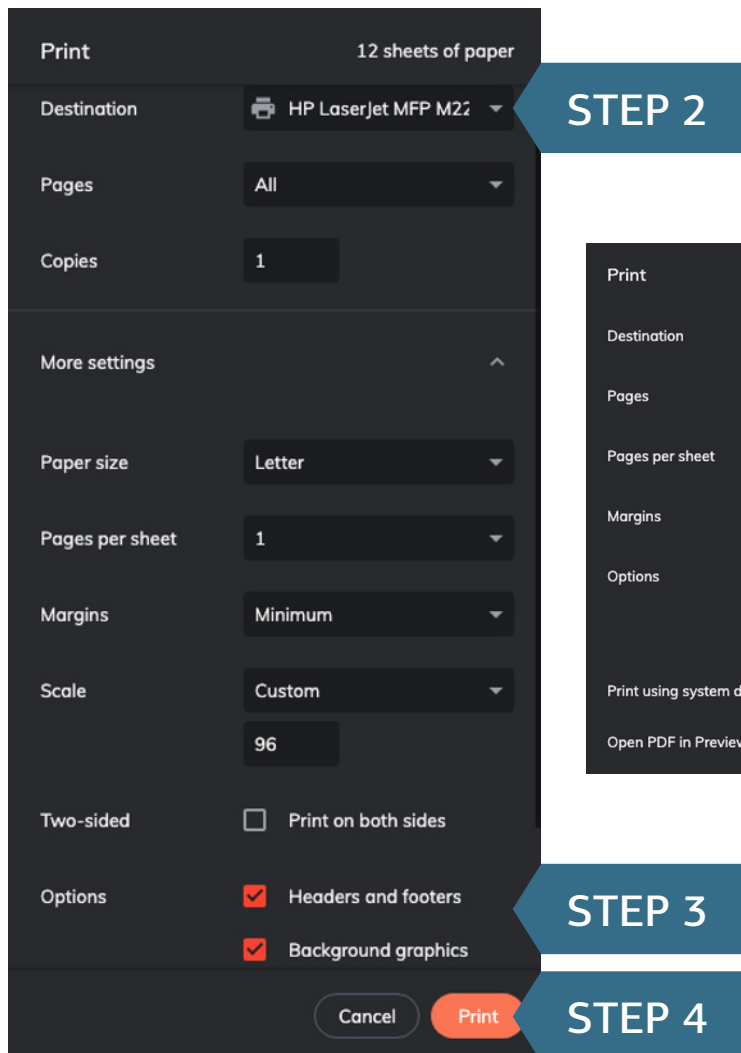 Print 12 sheets of paper
Destination HP LaserJet MFP M22
STEP 2
Pages All
Copies 1
More settings
Paper size Letter
Pages per sheet 1
Margins Minimum
Scale Custom
96
Two-sided Print on both sides
Options Headers and footers
STEP 3
Background graphics
Cancel Print
STEP 4
Print
Destination
Pages
Pages per sheet
Margins
Options
Print using system d
Open PDF in Preview